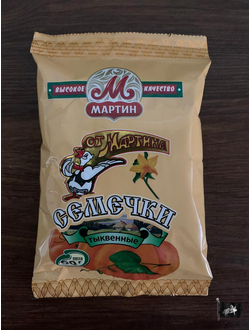 ВЫСОКОЕ КАЧЕСТВО
М
МАРТИН
ОТ МАРТИНА
СЕМЕЧКИ
тыквенные